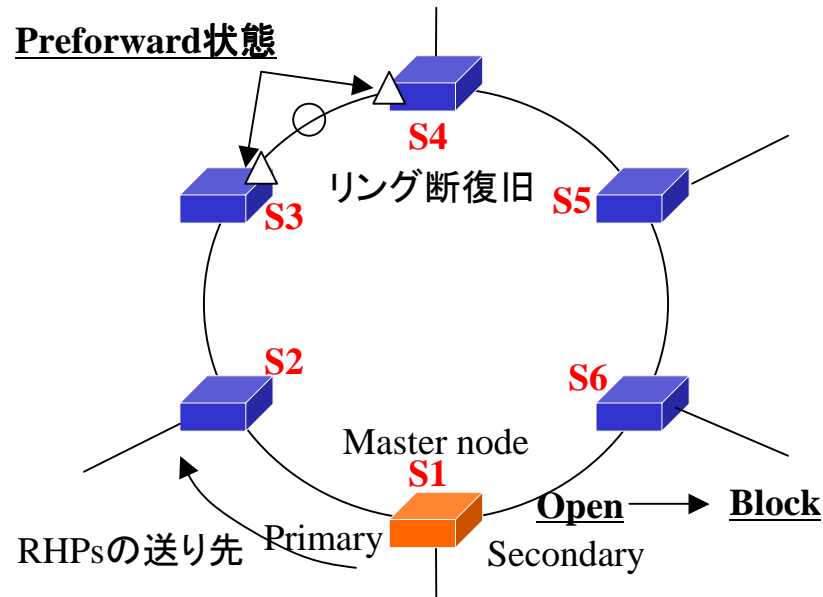 Preforward状態
S4
リング断復旧
S3
S5
S2
S6
Master node
S1
Open
Block
RHPsの送り先
Primary
Secondary